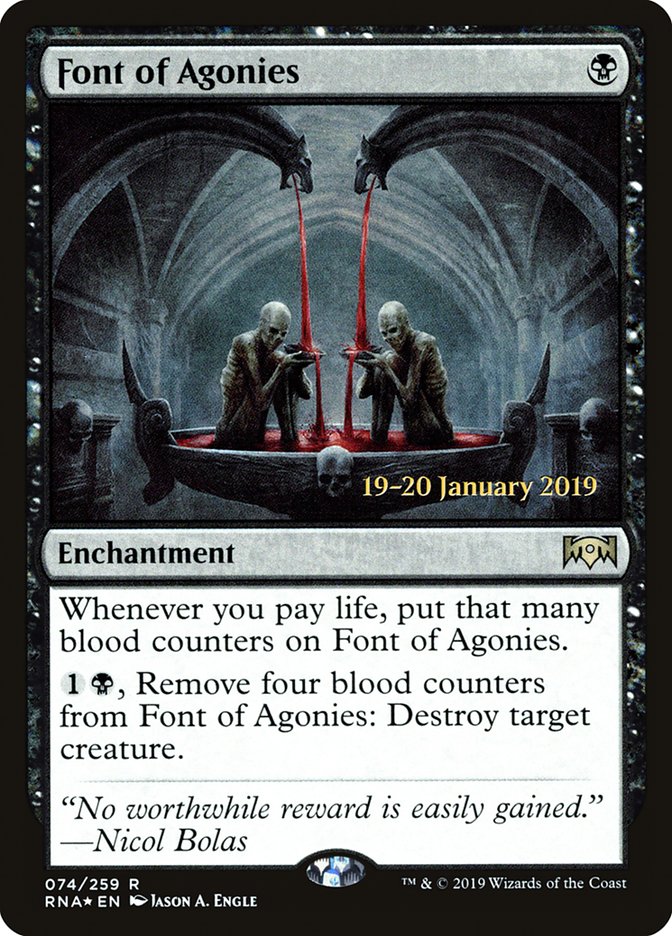 Font of Agonies
19–20 January 2019
Enchantment
Whenever you pay life, put that many
blood counters on Font of Agonies.
1, Remove four blood counters
from Font of Agonies: Destroy target
creature.
“No worthwhile reward is easily gained.”
—Nicol Bolas
074/259 R
RNA★EN Jason A. Engle
™ & © 2019 Wizards of the Coast